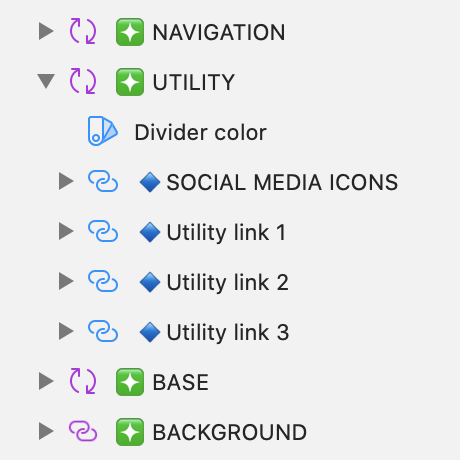 NAVIGATION
UTILITY
Divider color
SOCIAL MEDIA ICONS
Utility link 1
Utility link 2
Utility link 3
BASE
BACKGROUND